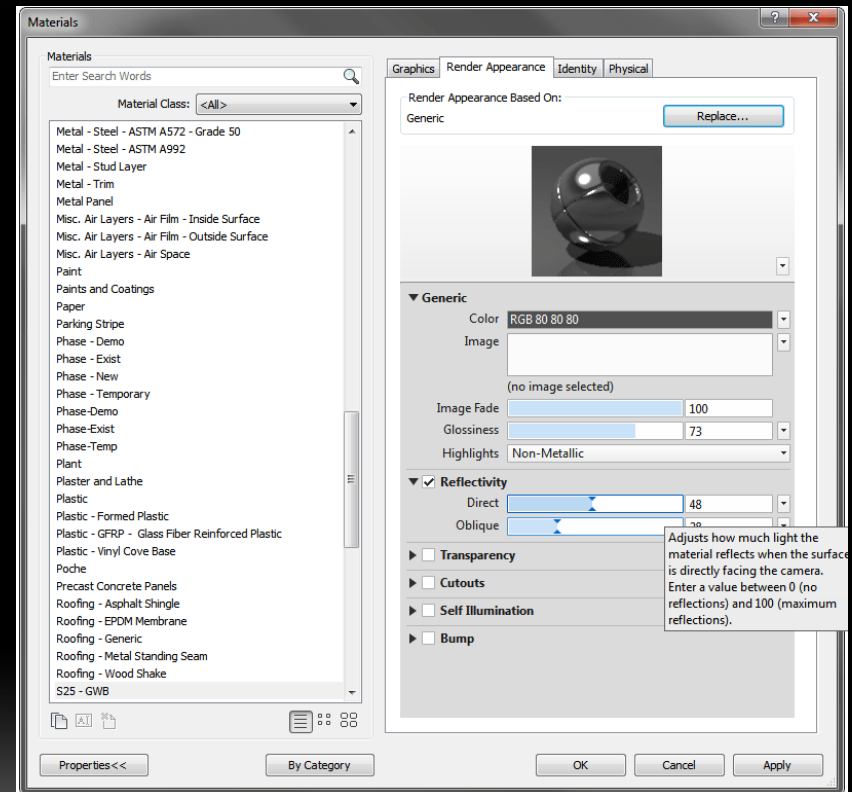 Materials
Materials
Enter Search Words
Material Class: <All>
Metal - Steel - ASTM A572 - Grade 50
Metal - Steel - ASTM A992
Metal - Stud Layer
Metal - Trim
Metal Panel
Misc. Air Layers - Air Film - Inside Surface
Misc. Air Layers - Air Film - Outside Surface
Misc. Air Layers - Air Space
Paint
Paints and Coatings
Paper
Parking Stripe
Phase - Demo
Phase - Exist
Phase - New
Phase - Temporary
Phase-Demo
Phase-Exist
Phase-Temp
Plant
Plaster and Lathe
Plastic
Plastic - Formed Plastic
Plastic - GFRP - Glass Fiber Reinforced Plastic
Plastic - Vinyl Cove Base
Poche
Precast Concrete Panels
Roofing - Asphalt Shingle
Roofing - EPDM Membrane
Roofing - Generic
Roofing - Metal Standing Seam
Roofing - Wood Shake
S25 - GWB
AI
Properties<<
By Category
Graphics Render Appearance Identity Physical
Render Appearance Based On:
Generic
Replace...
Generic
Color RGB 80 80 80
Image
(no image selected)
Image Fade 100
Glossiness 73
Highlights Non-Metallic
Reflectivity
Direct 48
Oblique 28
Transparency
Cutouts
Self Illumination
Bump
Adjusts how much light the
material reflects when the surface
is directly facing the camera.
Enter a value between 0 (no
reflections) and 100 (maximum
reflections).
OK Cancel Apply